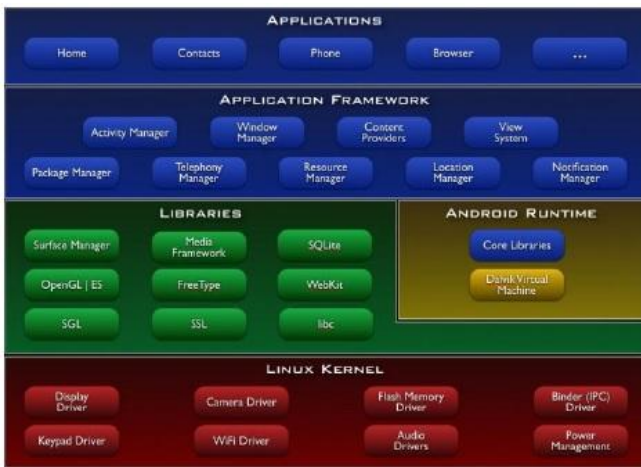 APPLICATIONS
Home Contacts Phone Browser ...
APPLICATION FRAMEWORK
Activity Manager Window Manager Content Providers View System
Package Manager Telephony Manager Resource Manager Location Manager Notification Manager
LIBRARIES
Surface Manager Media Framework SQLite
OpenGL | ES FreeType WebKit
SGL SSL libc
ANDROID RUNTIME
Core Libraries
Dalvik Virtual Machine
LINUX KERNEL
Display Driver Camera Driver Flash Memory Driver Binder (IPC) Driver
Keypad Driver WiFi Driver Audio Drivers Power Management